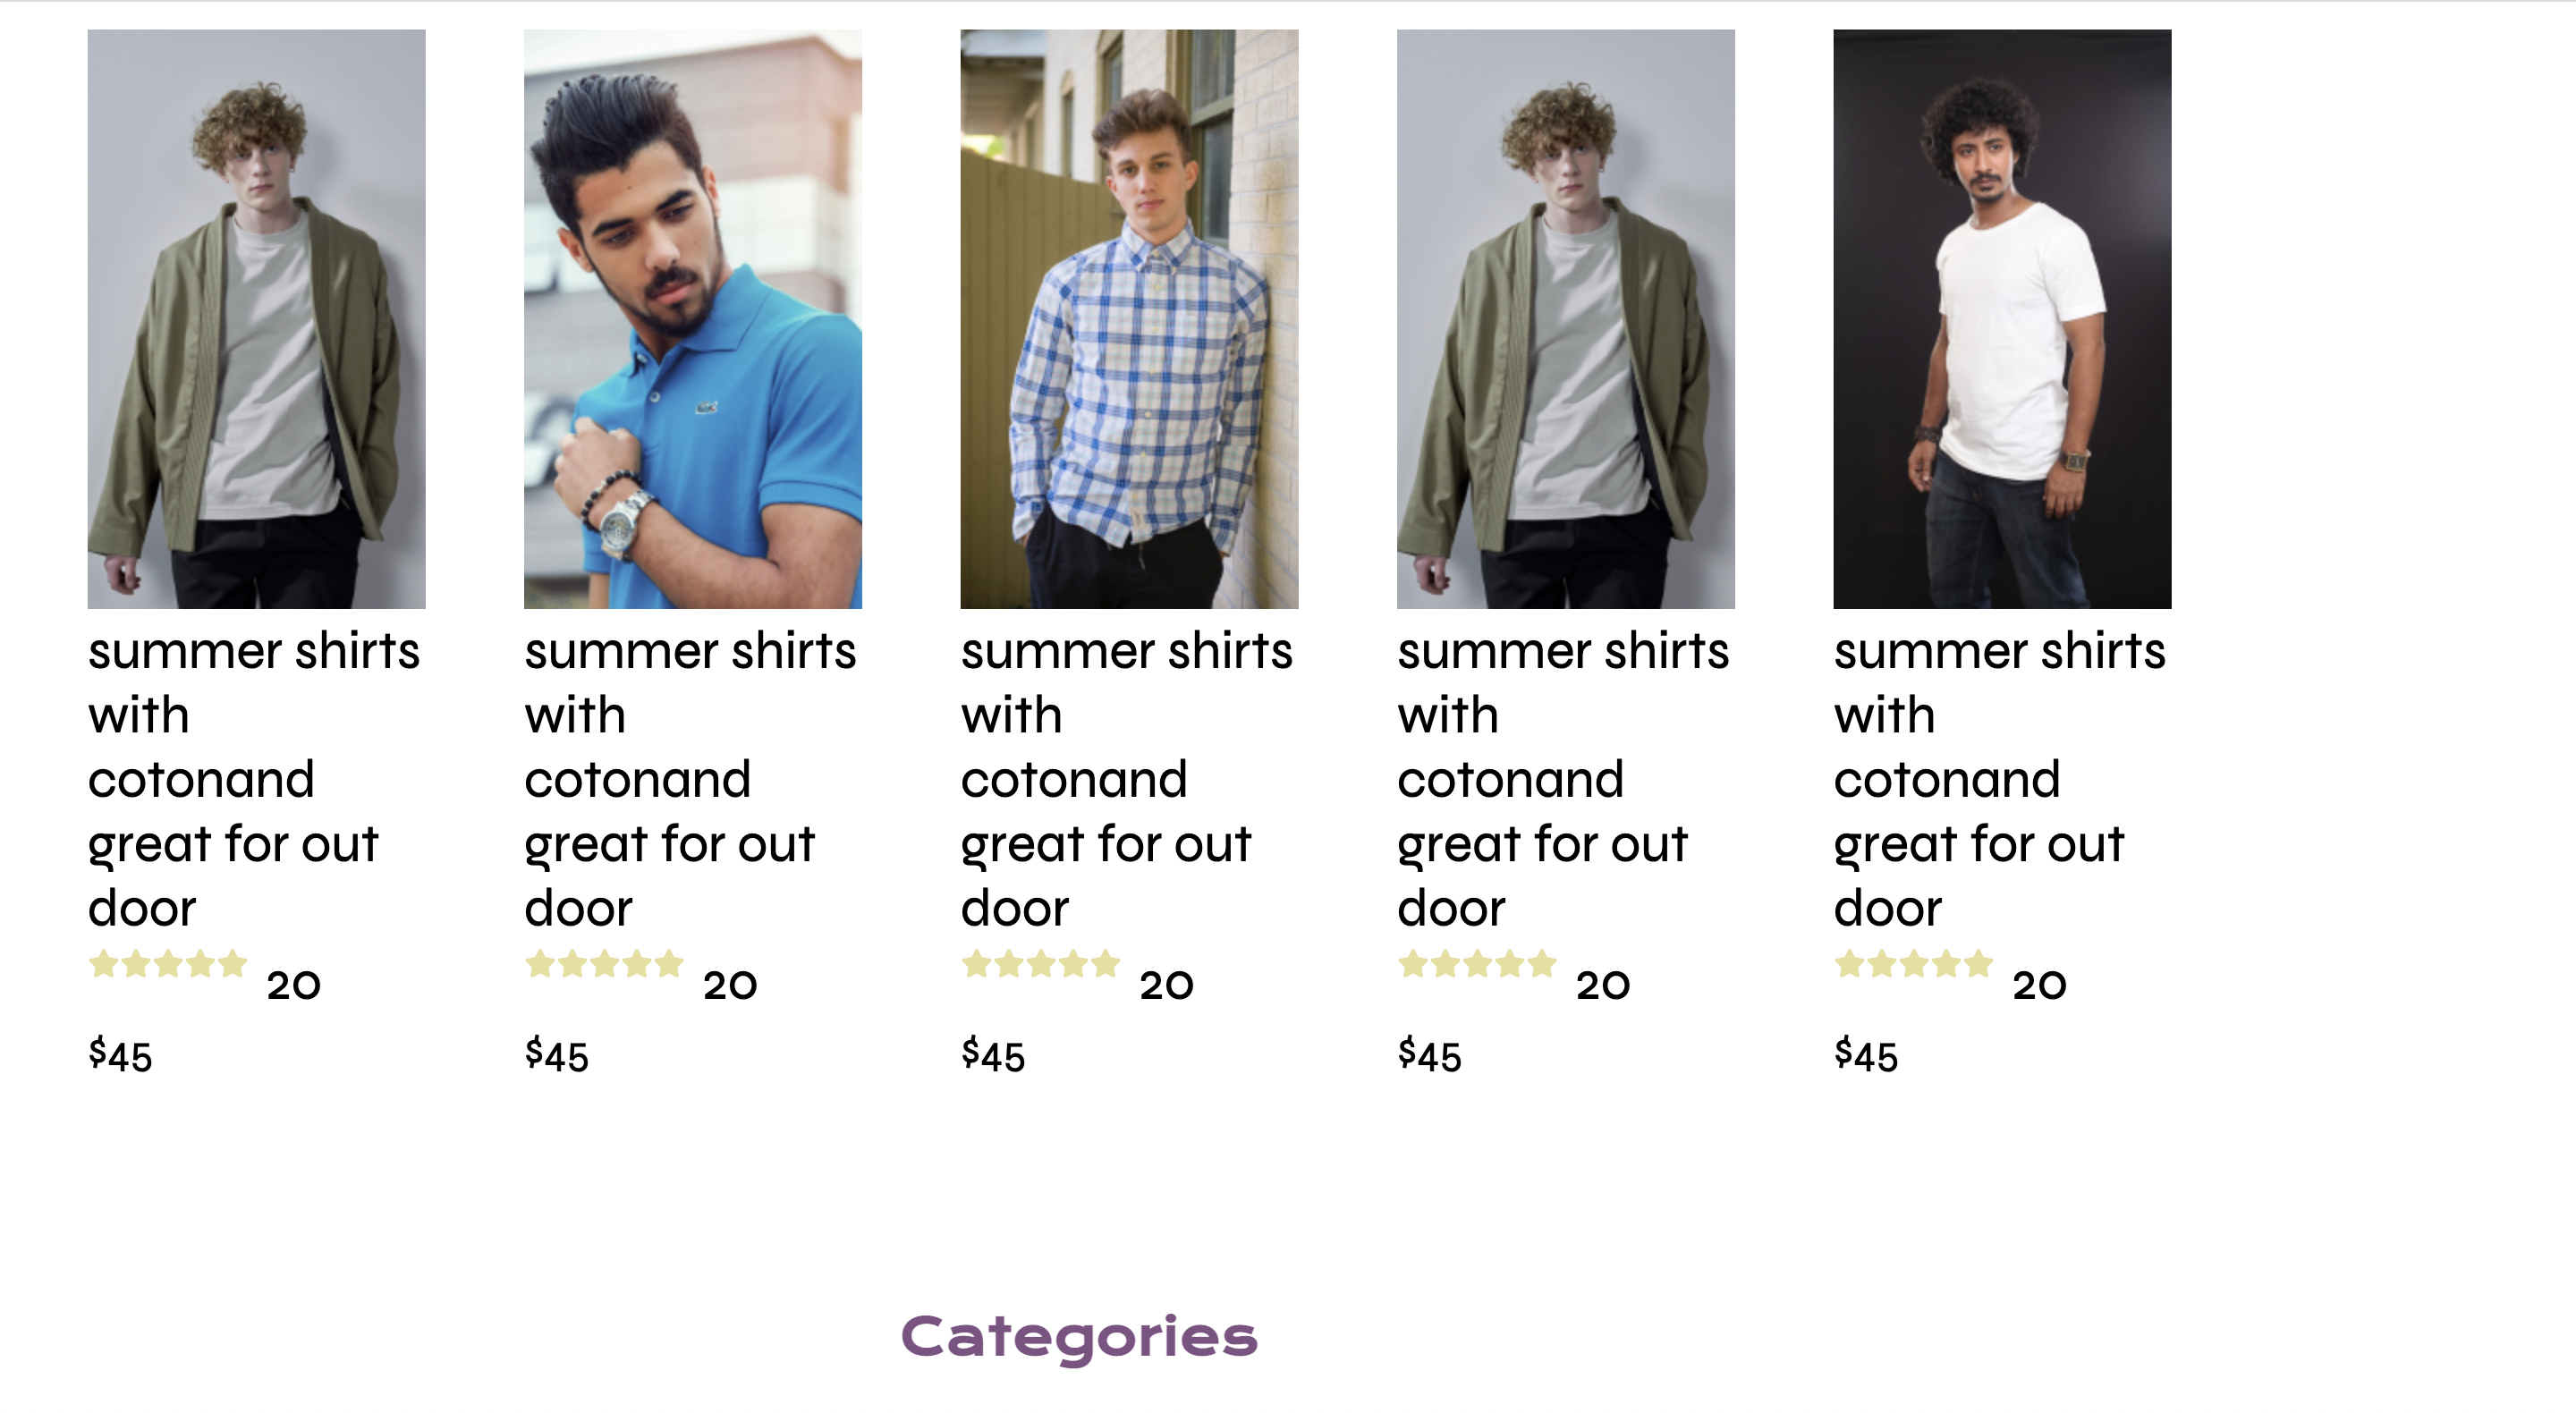 summer shirts
with
cotonand
great for out
door
20
$45
summer shirts
with
cotonand
great for out
door
20
$45
summer shirts
with
cotonand
great for out
door
20
$45
summer shirts
with
cotonand
great for out
door
20
$45
summer shirts
with
cotonand
great for out
door
20
$45
Categories